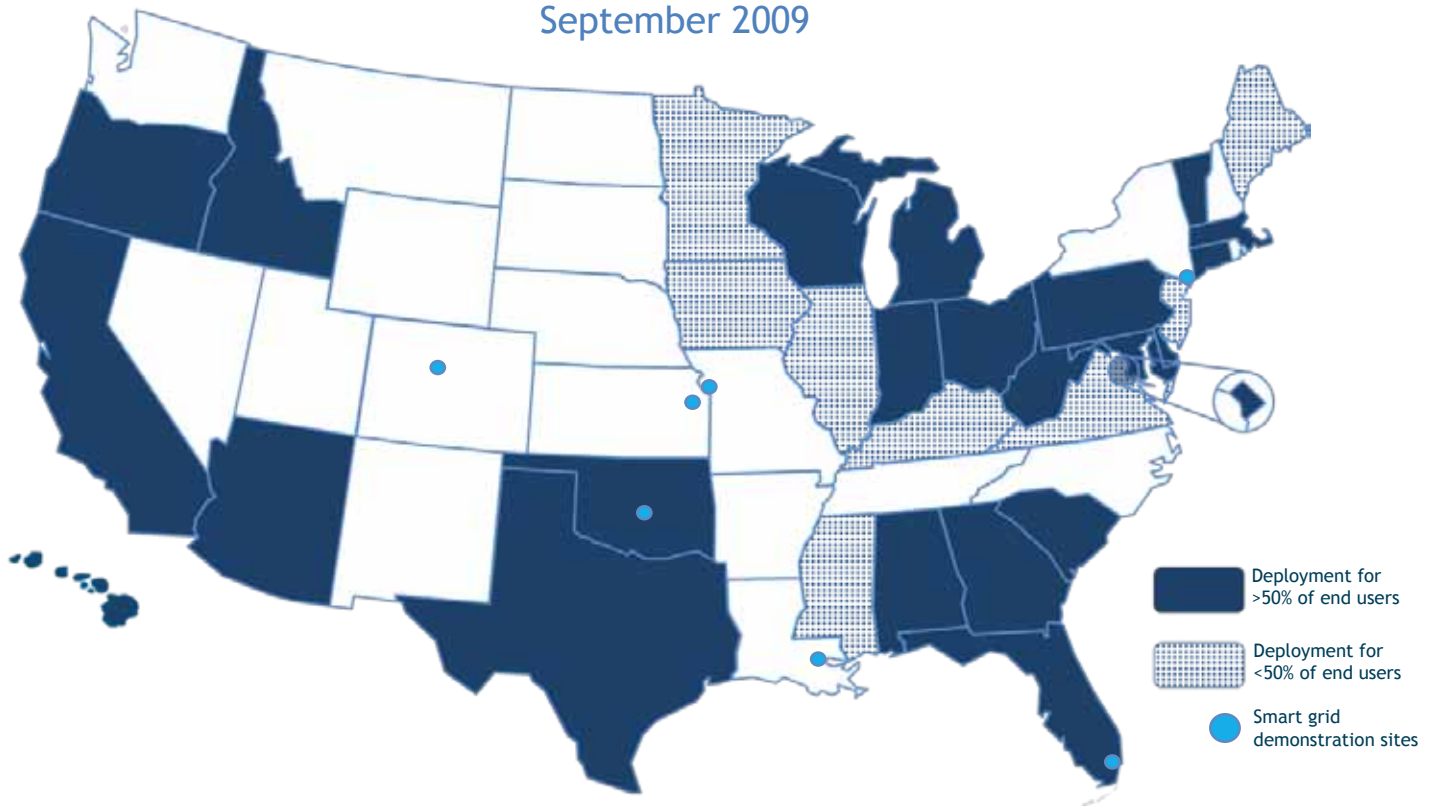 September 2009
Deployment for
>50% of end users
Deployment for
<50% of end users
Smart grid
demonstration sites